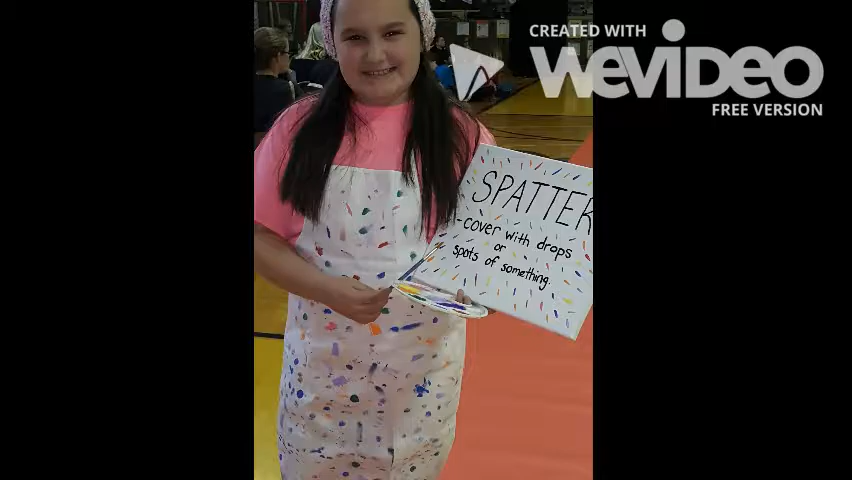 CREATED WITH
WEVIDEO
FREE VERSION
SPATTER
-cover with drops
or
spots of something.